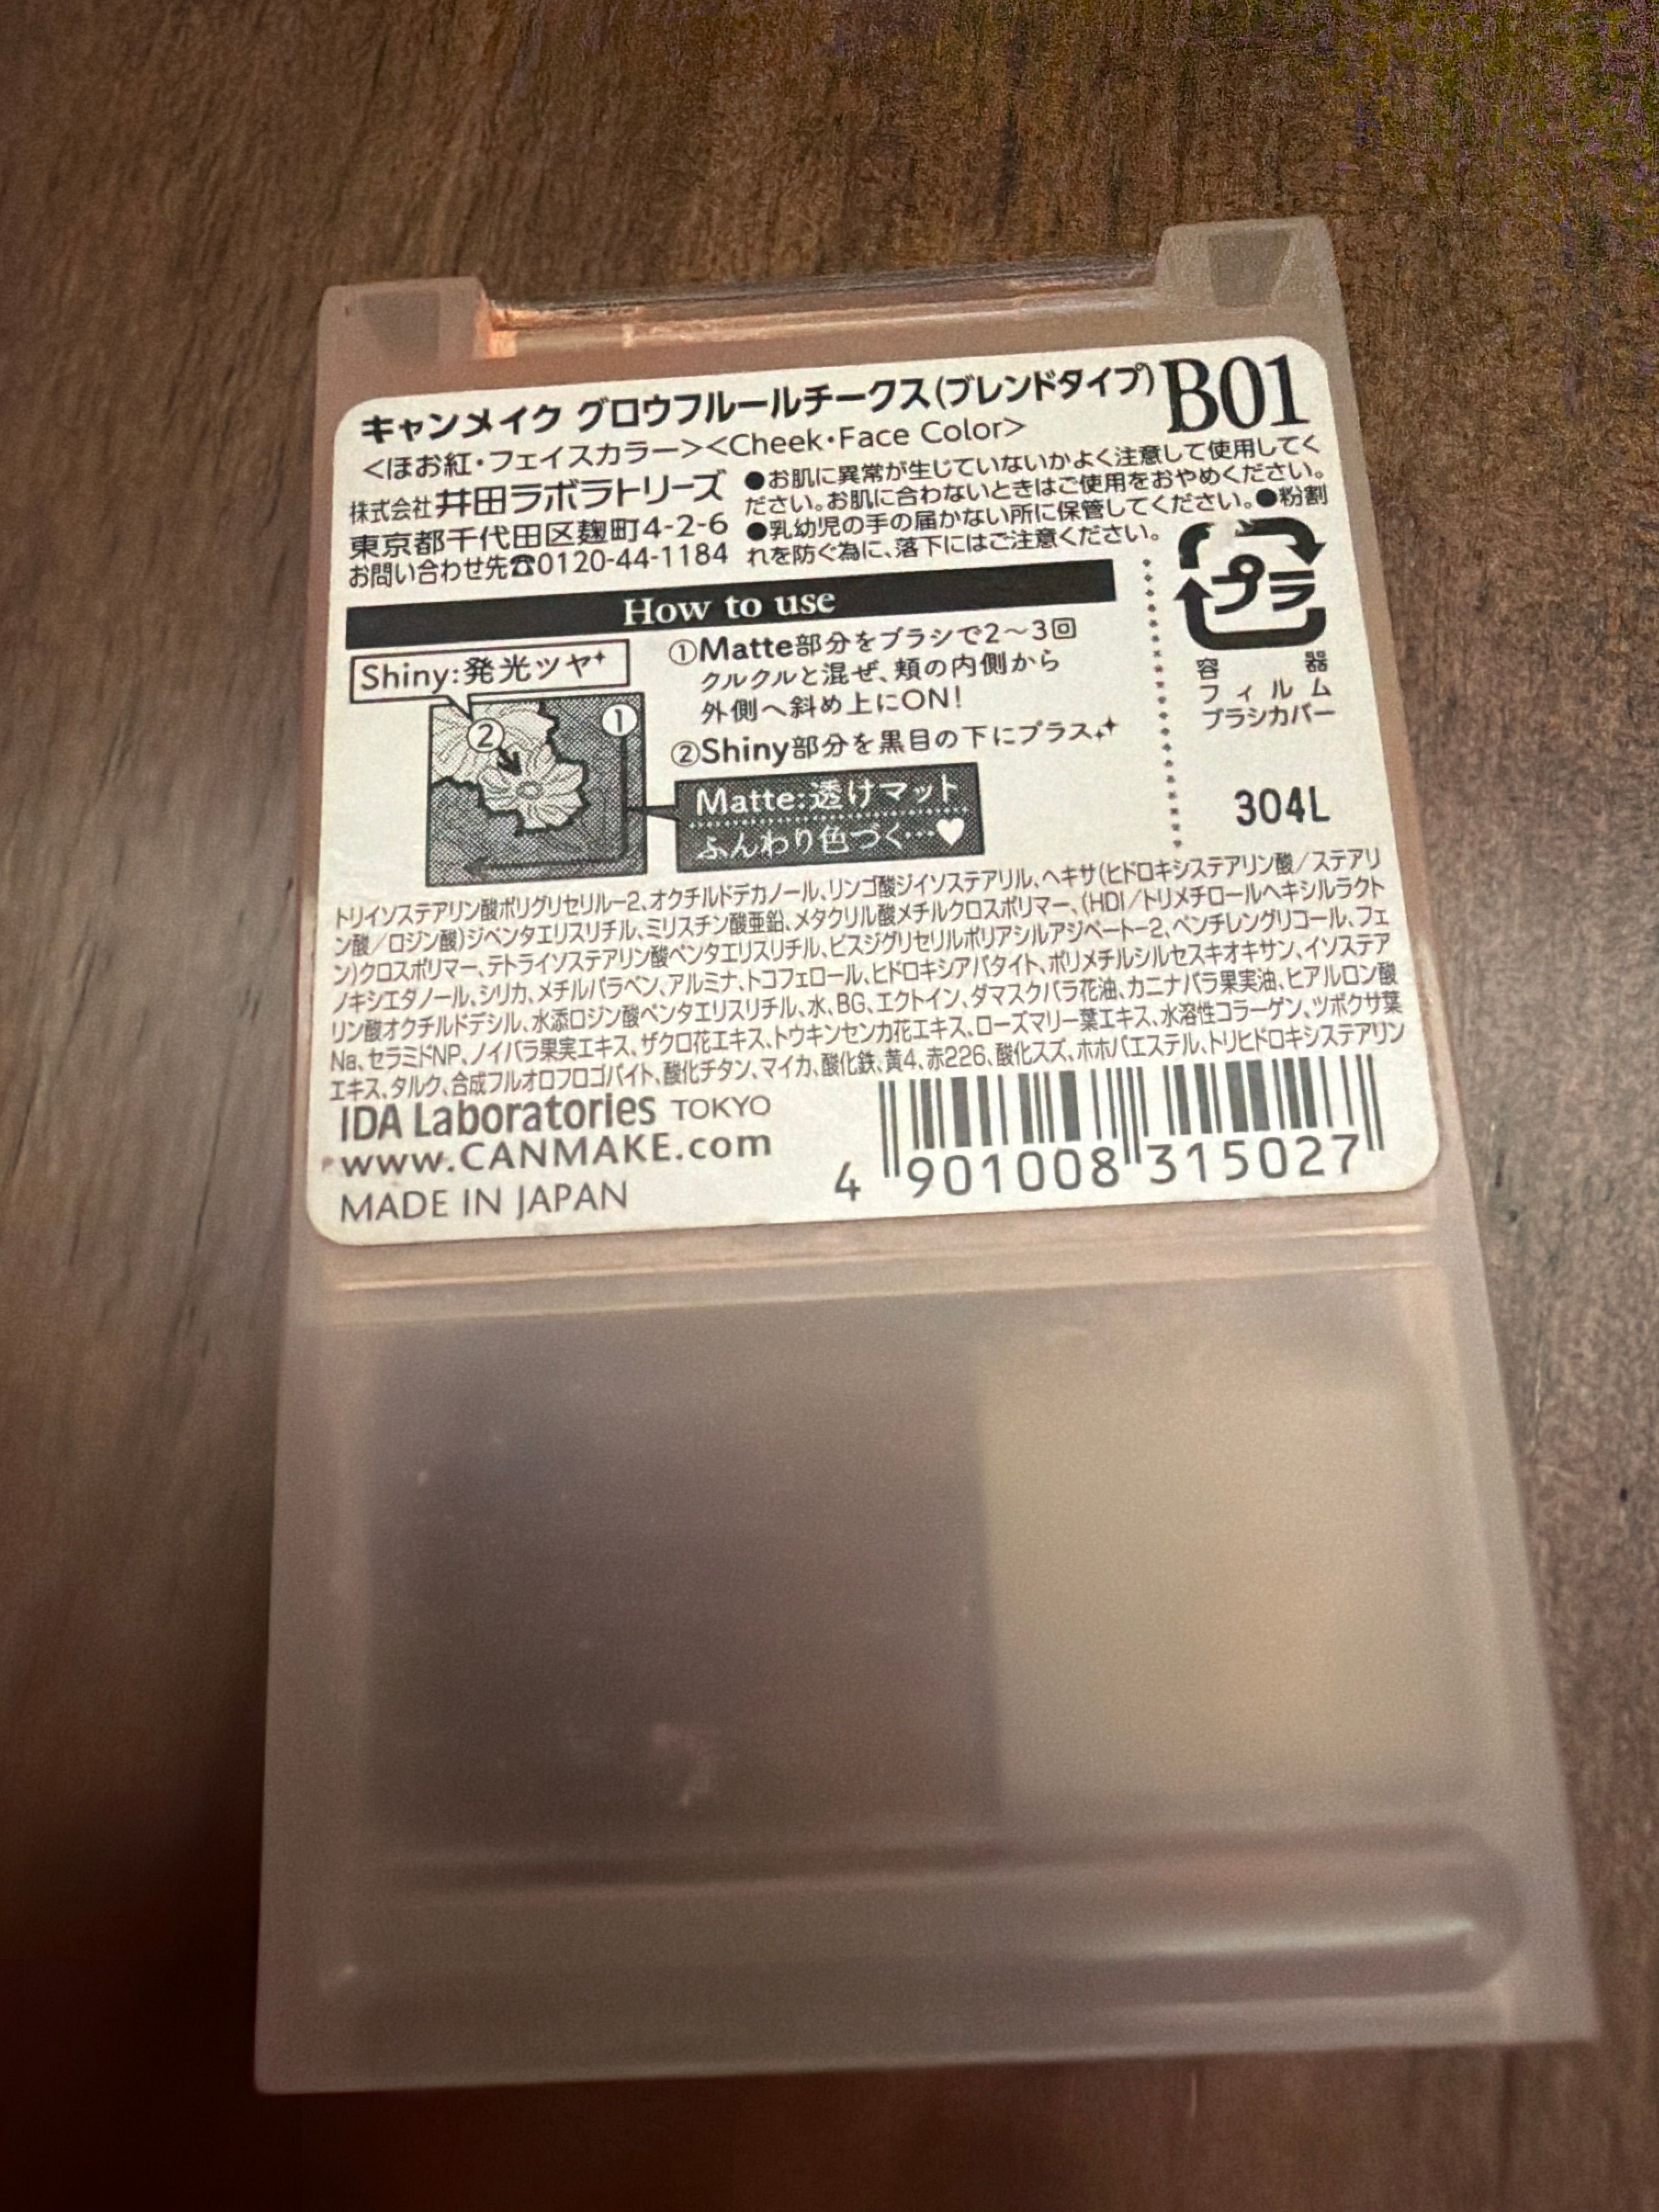 キャンメイク グロウフルールチークス(ブレンドタイプ) B01
<ほお紅・フェイスカラー><Cheek・Face Color>
株式会社井田ラボラトリーズ
東京都千代田区麹町4-2-6
お問い合わせ先☎0120-44-1184
●お肌に異常が生じていないかよく注意して使用してく
ださい。お肌に合わないときはご使用をおやめください。
●乳幼児の手の届かない所に保管してください。●粉割
れを防ぐ為に、落下にはご注意ください。
プラ
容器
フィルム
ブラシカバー
304L
How to use
Shiny:発光ツヤ
①
②
①Matte部分をブラシで2〜3回
クルクルと混ぜ、頬の内側から
外側へ斜め上にON!
②Shiny部分を黒目の下にプラス
Matte:透けマット
ふんわり色づく…♥
トリイソステアリン酸ポリグリセリル-2、オクチルドデカノール、リンゴ酸ジイソステアリル、ヘキサ(ヒドロキシステアリン酸/ステアリ
ン酸/ロジン酸)ジペンタエリスリチル、ミリスチン酸亜鉛、メタクリル酸メチルクロスポリマー、(HDI/トリメチロールヘキシルラクト
ン)クロスポリマー、テトライソステアリン酸ペンタエリスリチル、ビスジグリセリルポリアシルアジペート-2、ペンチレングリコール、フェ
ノキシエタノール、シリカ、メチルパラベン、アルミナ、トコフェロール、ヒドロキシアパタイト、ポリメチルシルセスキオキサン、イソステア
リン酸オクチルドデシル、水添ロジン酸ペンタエリスリチル、水、BG、エクトイン、ダマスクバラ花油、カニナバラ果実油、ヒアルロン酸
Na、セラミドNP、ノイバラ果実エキス、ザクロ花エキス、トウキンセンカ花エキス、ローズマリー葉エキス、水溶性コラーゲン、ツボクサ葉
エキス、タルク、合成フルオロフロゴパイト、酸化チタン、マイカ、酸化鉄、黄4、赤226、酸化スズ、ホホバエステル、トリヒドロキシステアリン
IDA Laboratories TOKYO
www.CANMAKE.com
MADE IN JAPAN
4 901008 315027